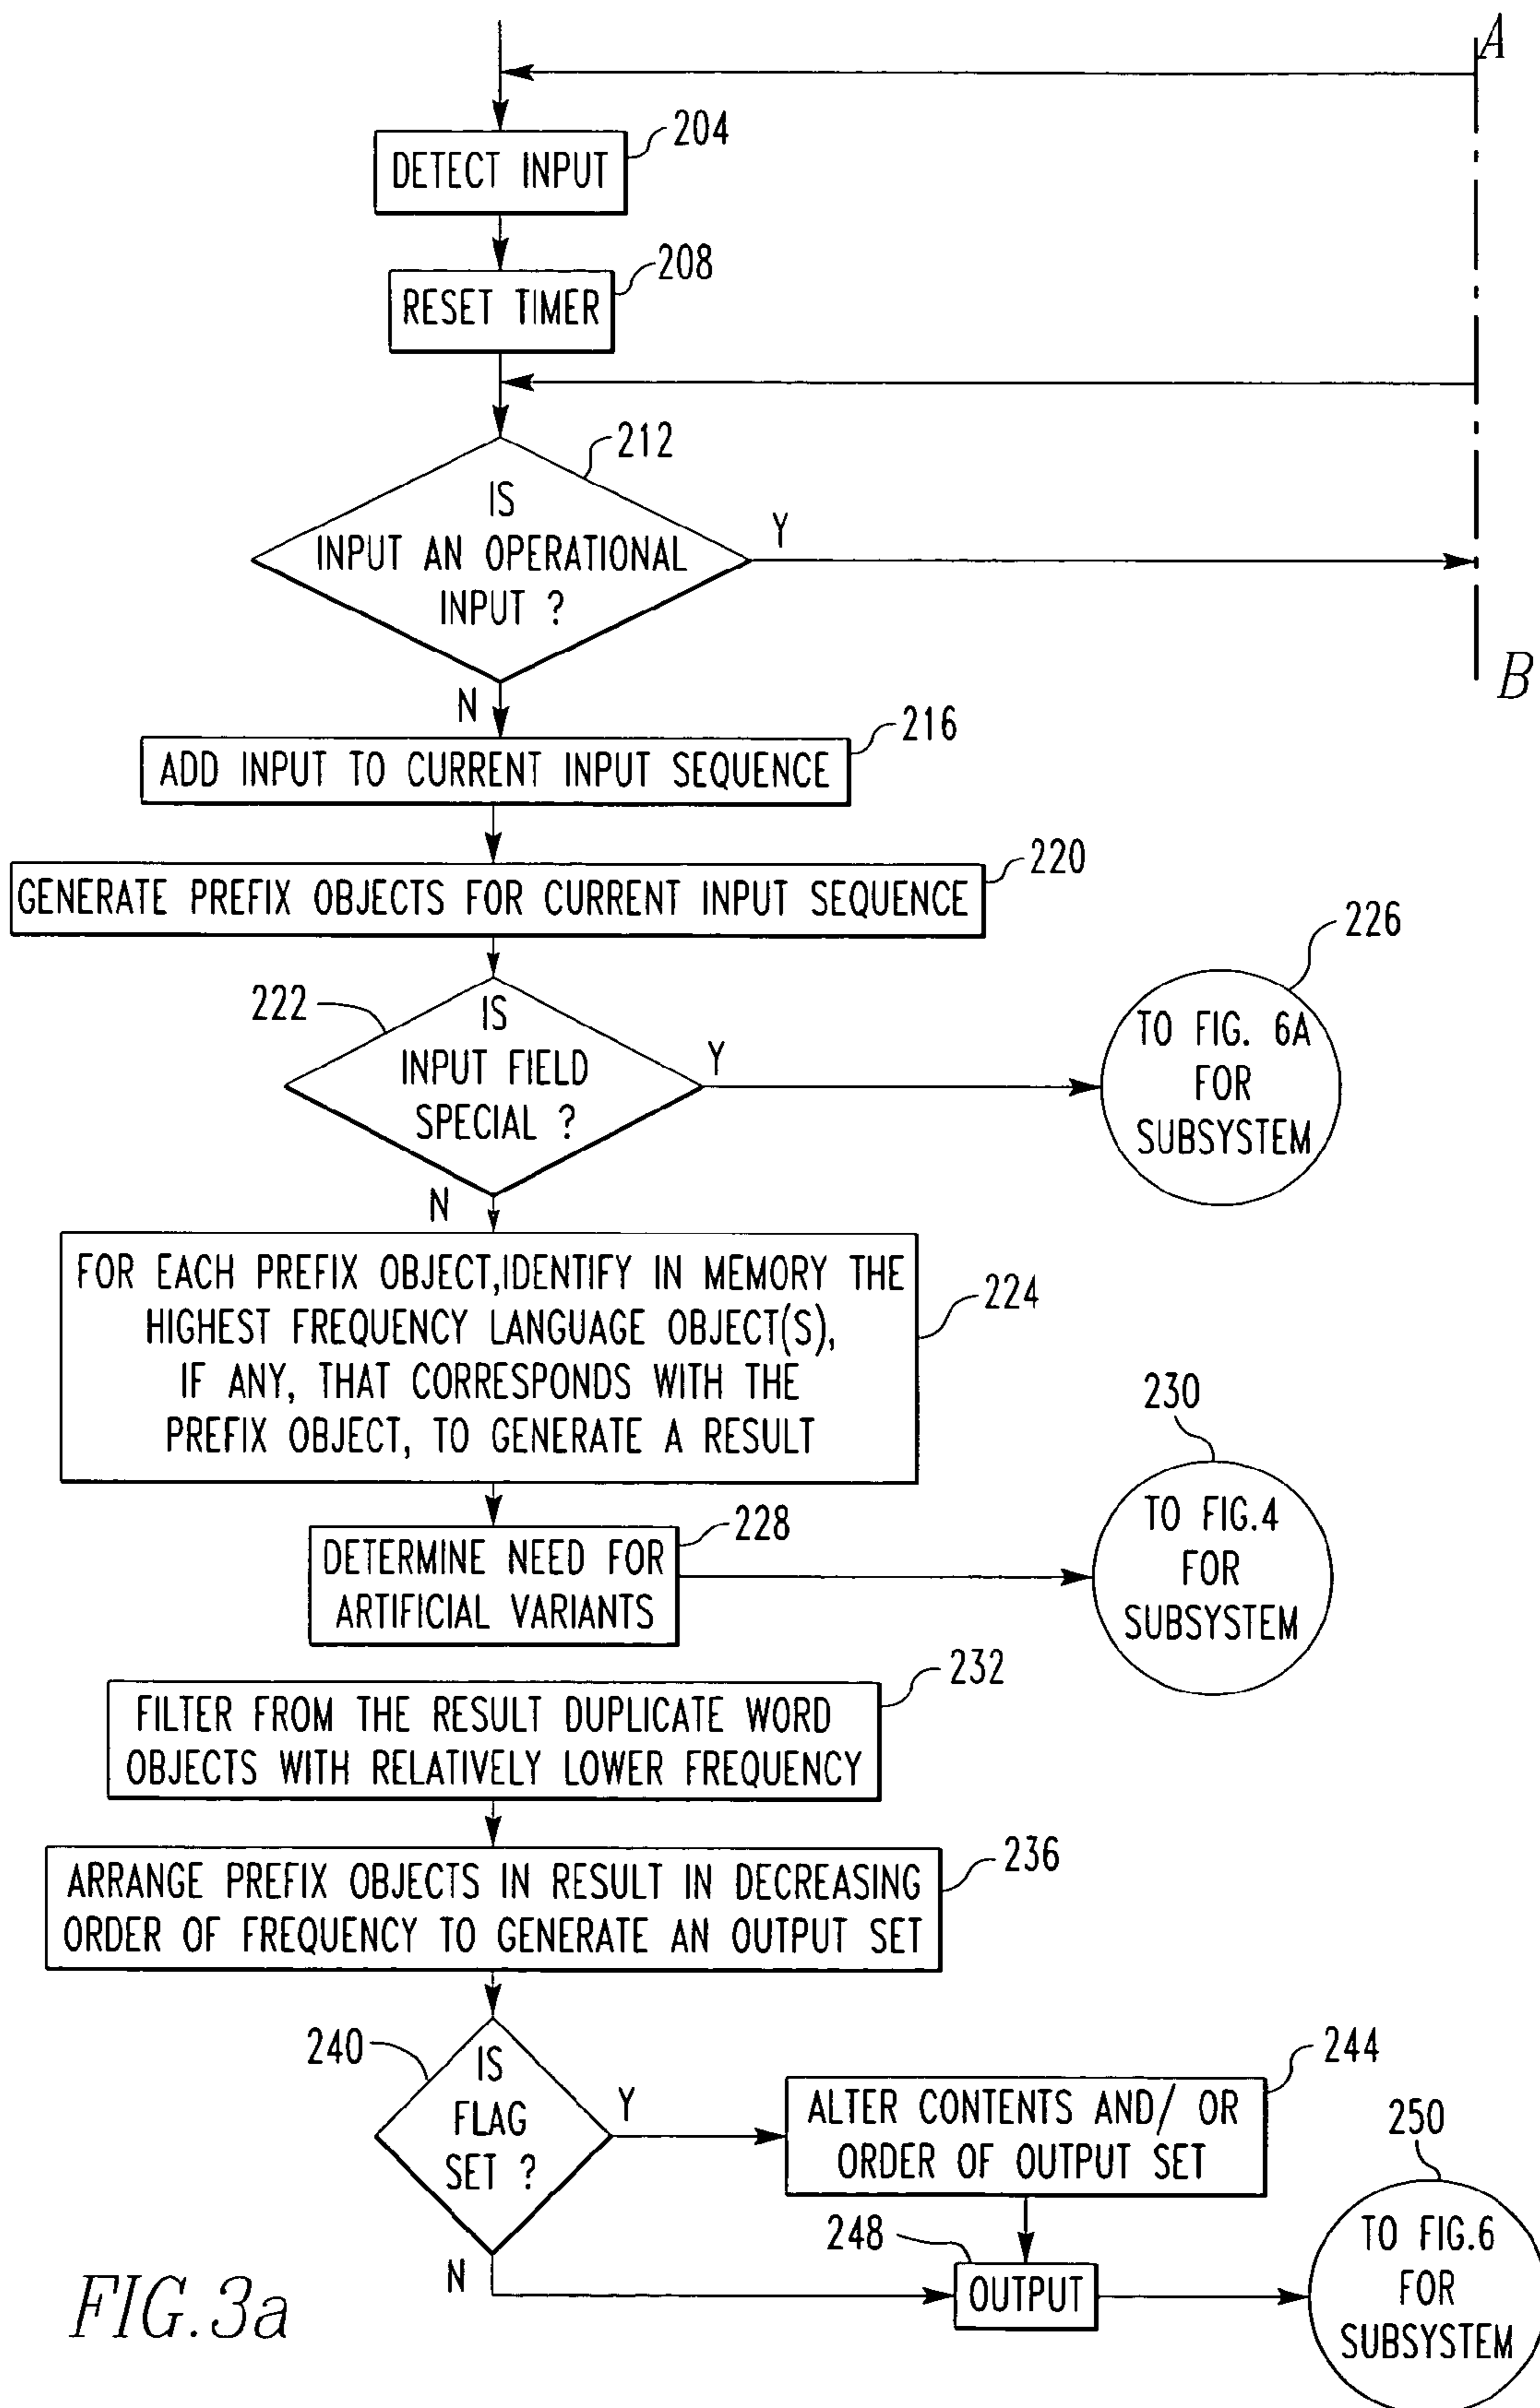 A
204
DETECT INPUT
208
RESET TIMER
212
IS
INPUT AN OPERATIONAL
INPUT ?
Y
B
N
216
ADD INPUT TO CURRENT INPUT SEQUENCE
220
GENERATE PREFIX OBJECTS FOR CURRENT INPUT SEQUENCE
226
222
IS
INPUT FIELD
SPECIAL ?
Y
TO FIG. 6A
FOR
SUBSYSTEM
N
FOR EACH PREFIX OBJECT,IDENTIFY IN MEMORY THE
HIGHEST FREQUENCY LANGUAGE OBJECT(S),
IF ANY, THAT CORRESPONDS WITH THE
PREFIX OBJECT, TO GENERATE A RESULT
224
230
228
DETERMINE NEED FOR
ARTIFICIAL VARIANTS
TO FIG.4
FOR
SUBSYSTEM
232
FILTER FROM THE RESULT DUPLICATE WORD
OBJECTS WITH RELATIVELY LOWER FREQUENCY
236
ARRANGE PREFIX OBJECTS IN RESULT IN DECREASING
ORDER OF FREQUENCY TO GENERATE AN OUTPUT SET
240
IS
FLAG
SET ?
Y
244
ALTER CONTENTS AND/ OR
ORDER OF OUTPUT SET
250
248
N
OUTPUT
TO FIG.6
FOR
SUBSYSTEM
FIG.3a